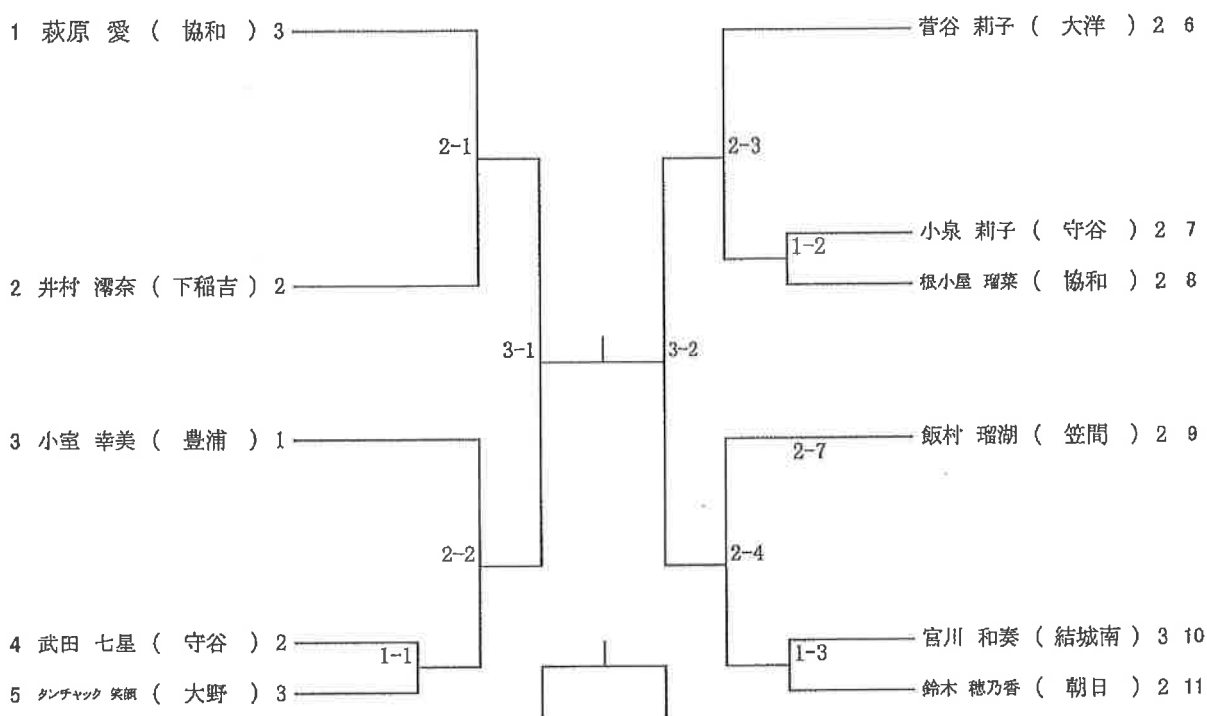 1 萩原 愛 ( 協和 ) 3
2-1
2 井村 澪奈 ( 下稲吉 ) 2
3-1
3 小室 幸美 ( 豊浦 ) 1
2-2
4 武田 七星 ( 守谷 ) 2
1-1
5 タンチャック 笑顔 ( 大野 ) 3
菅谷 莉子 ( 大洋 ) 2 6
2-3
小泉 莉子 ( 守谷 ) 2 7
1-2
根小屋 瑠菜 ( 協和 ) 2 8
3-2
飯村 瑠湖 ( 笠間 ) 2 9
2-7
2-4
宮川 和奏 ( 結城南 ) 3 10
1-3
鈴木 穂乃香 ( 朝日 ) 2 11